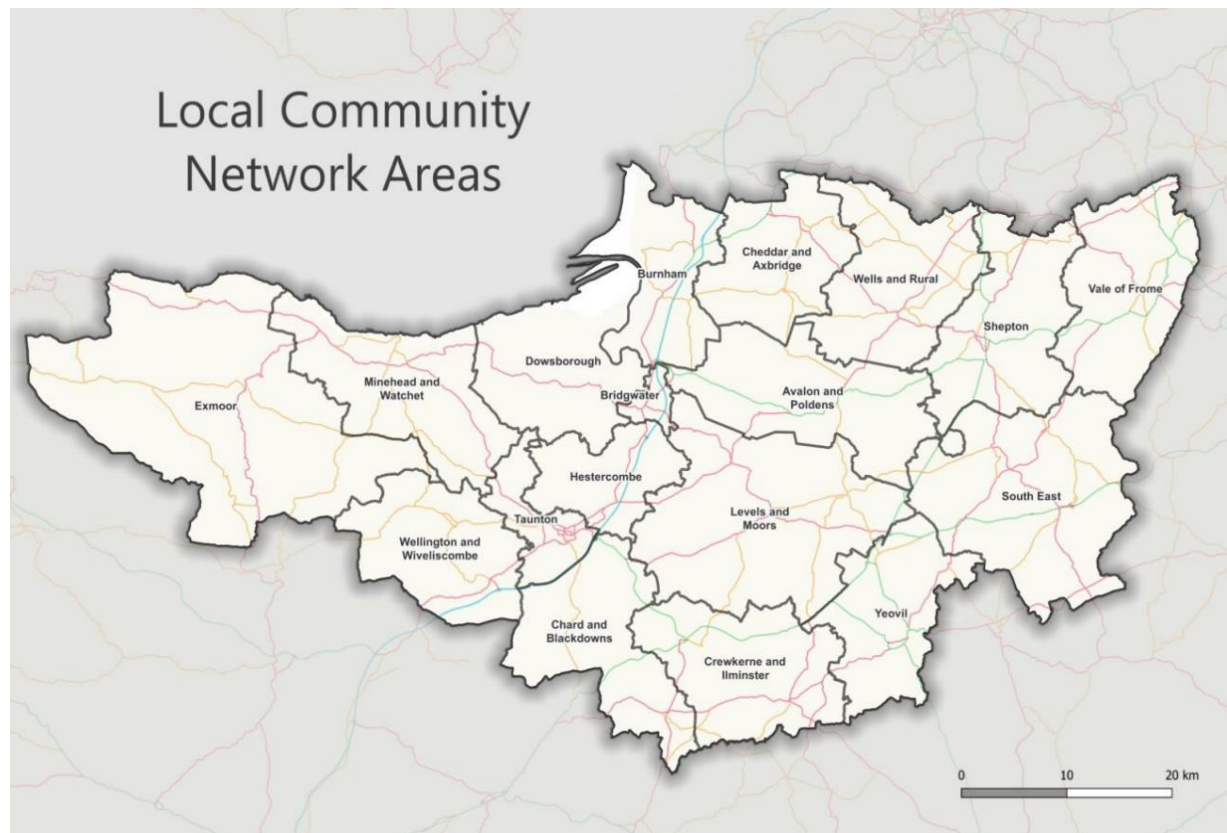 Local Community
Network Areas
Burnham
Cheddar and
Axbridge
Wells and Rural
Vale of Frome
Shepton
Dowsborough
Minehead and
Watchet
Exmoor
Bridgwater
Avalon and
Poldens
Hestercombe
South East
Levels and
Moors
Taunton
Wellington and
Wiveliscombe
Yeovil
Chard and
Blackdowns
Crewkerne and
Ilminster
0 10 20 km